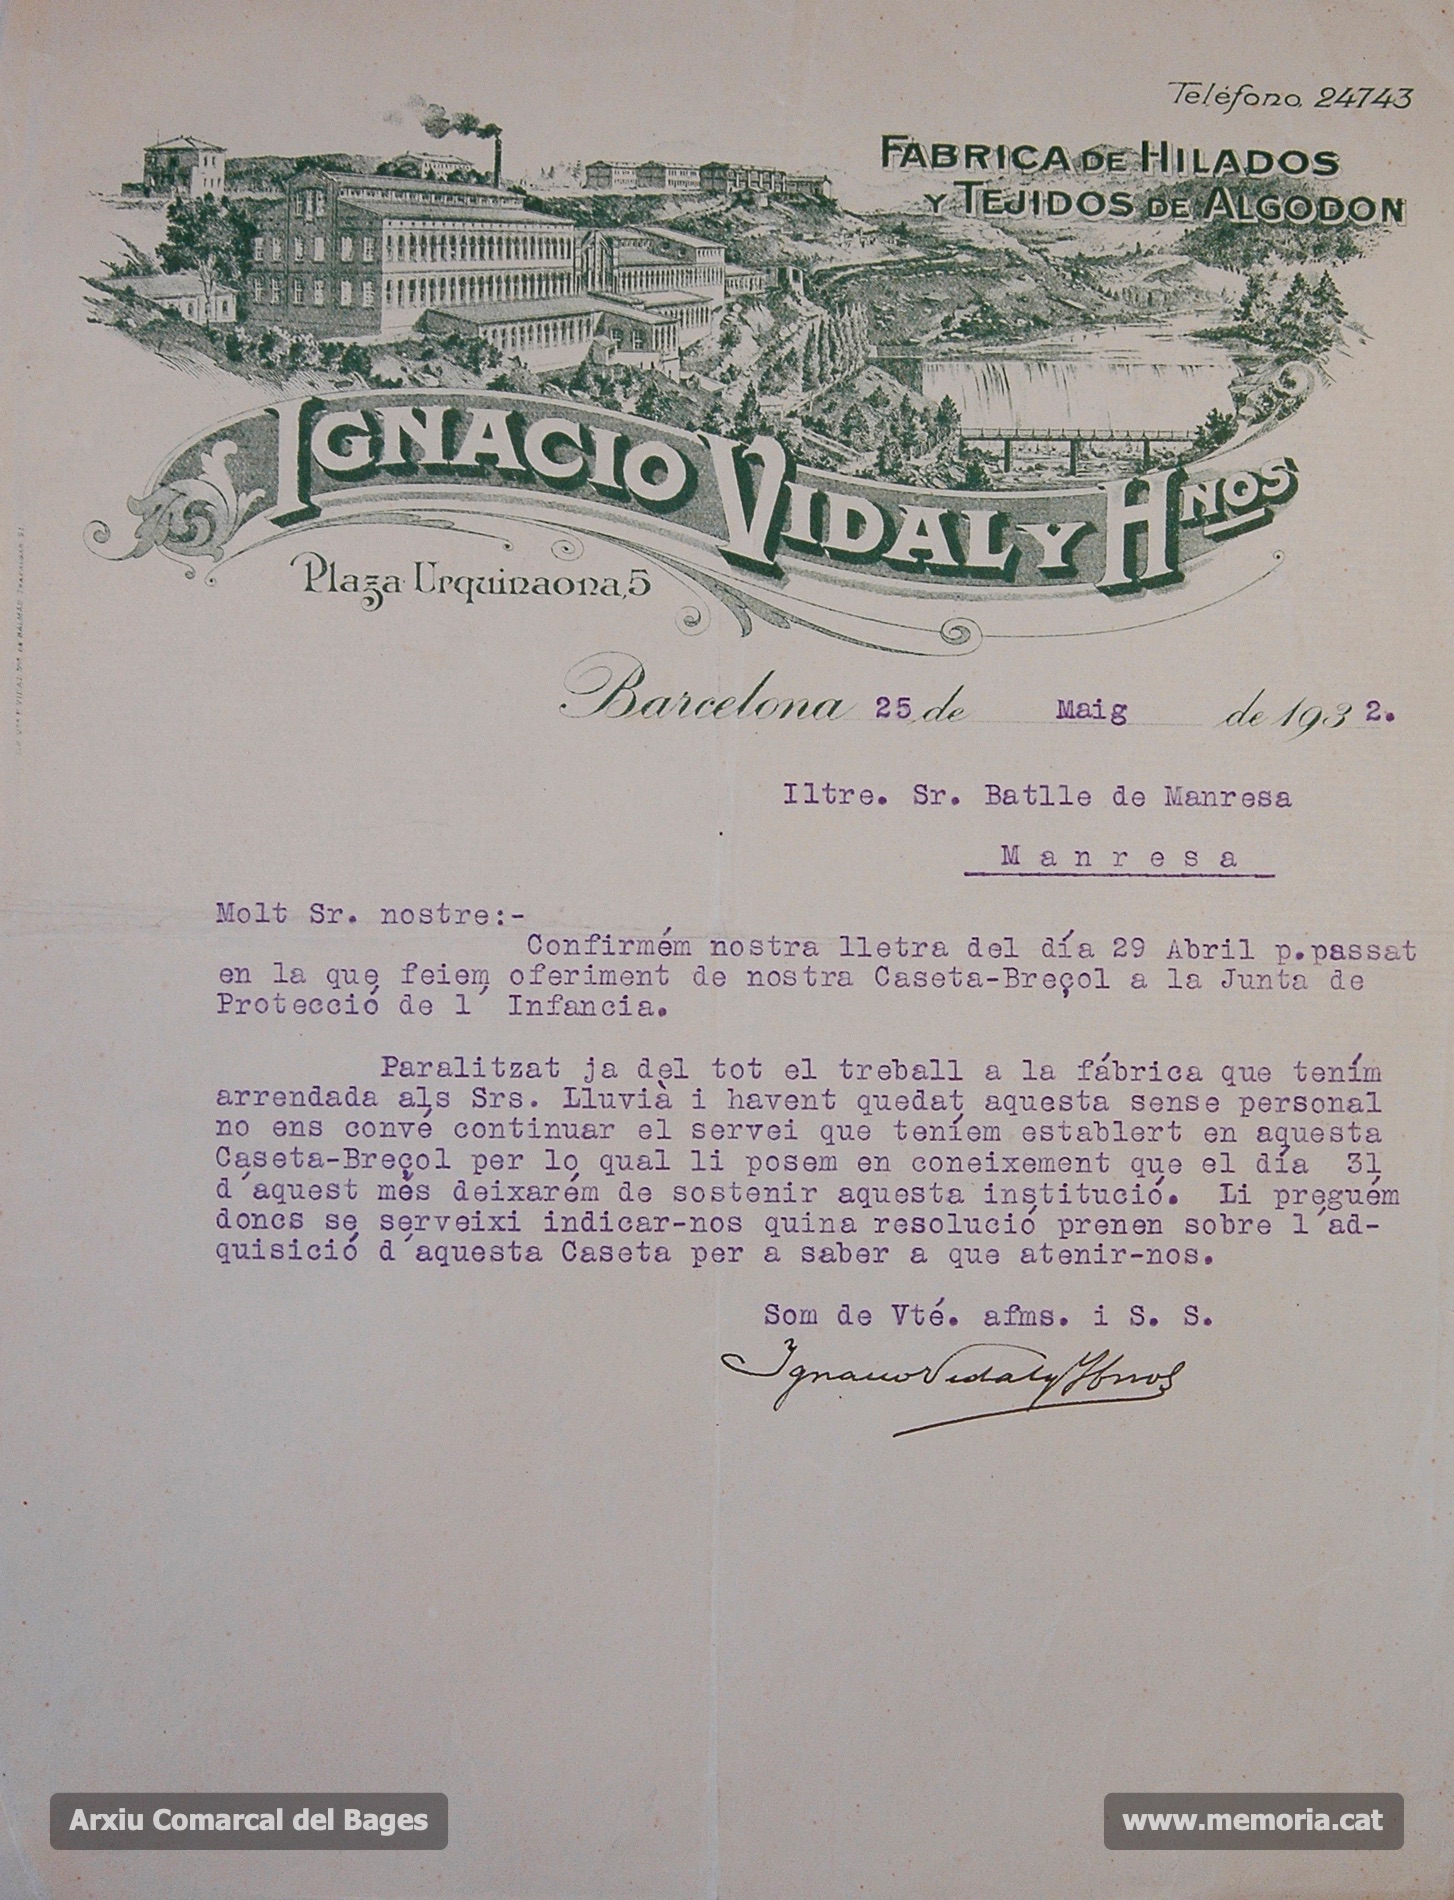 Teléfono, 24743
FÁBRICA DE HILADOS
Y TEJIDOS DE ALGODON
IGNACIO VIDAL Y HNOS
Plaza Urquinaona, 5
Barcelona 25 de Maig de 1932.
Iltre. Sr. Batlle de Manresa
Manresa
Molt Sr. nostre:-
Confirmém nostra lletra del día 29 Abril p.passat
en la que feiem oferiment de nostra Caseta-Breçol a la Junta de
Protecció de l´ Infancia.
Paralitzat ja del tot el treball a la fábrica que tením
arrendada als Srs. Lluvià i havent quedat aquesta sense personal
no ens convé continuar el servei que teníem establert en aquesta
Caseta-Breçol per lo qual li posem en coneixement que el día 31
d´aquest mès deixarém de sostenir aquesta institució. Li preguém
doncs se serveixi indicar-nos quina resolució prenen sobre l´ad-
quisició d´aquesta Caseta per a saber a que atenir-nos.
Som de Vté. afms. i S. S.
Ignacio Vidal y Hnos
Arxiu Comarcal del Bages
www.memoria.cat